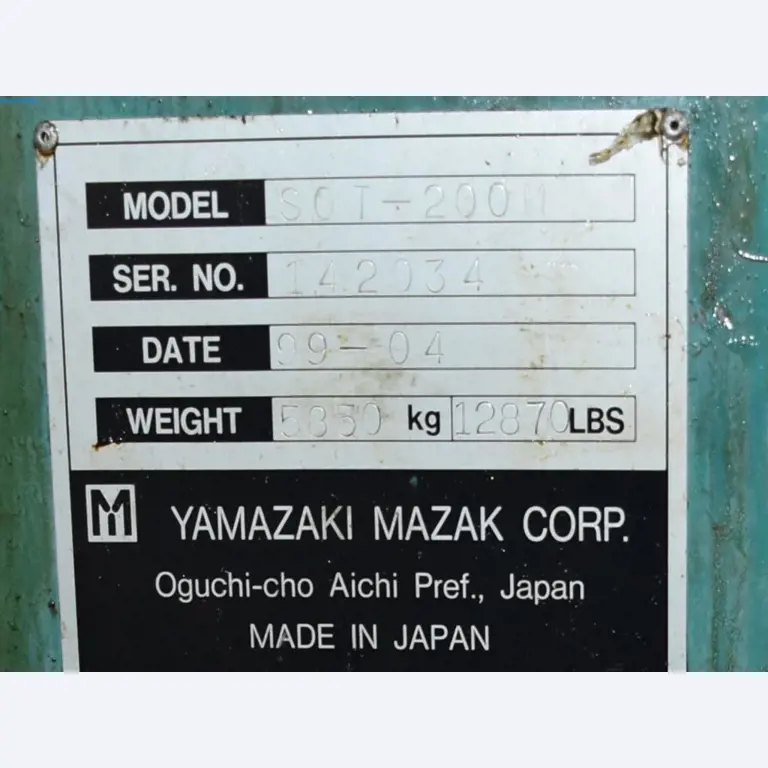 MODEL SQT-200M
SER. NO. 142034
DATE 99-04
WEIGHT 5850 kg 12870 LBS
YAMAZAKI MAZAK CORP.
Oguchi-cho Aichi Pref., Japan
MADE IN JAPAN